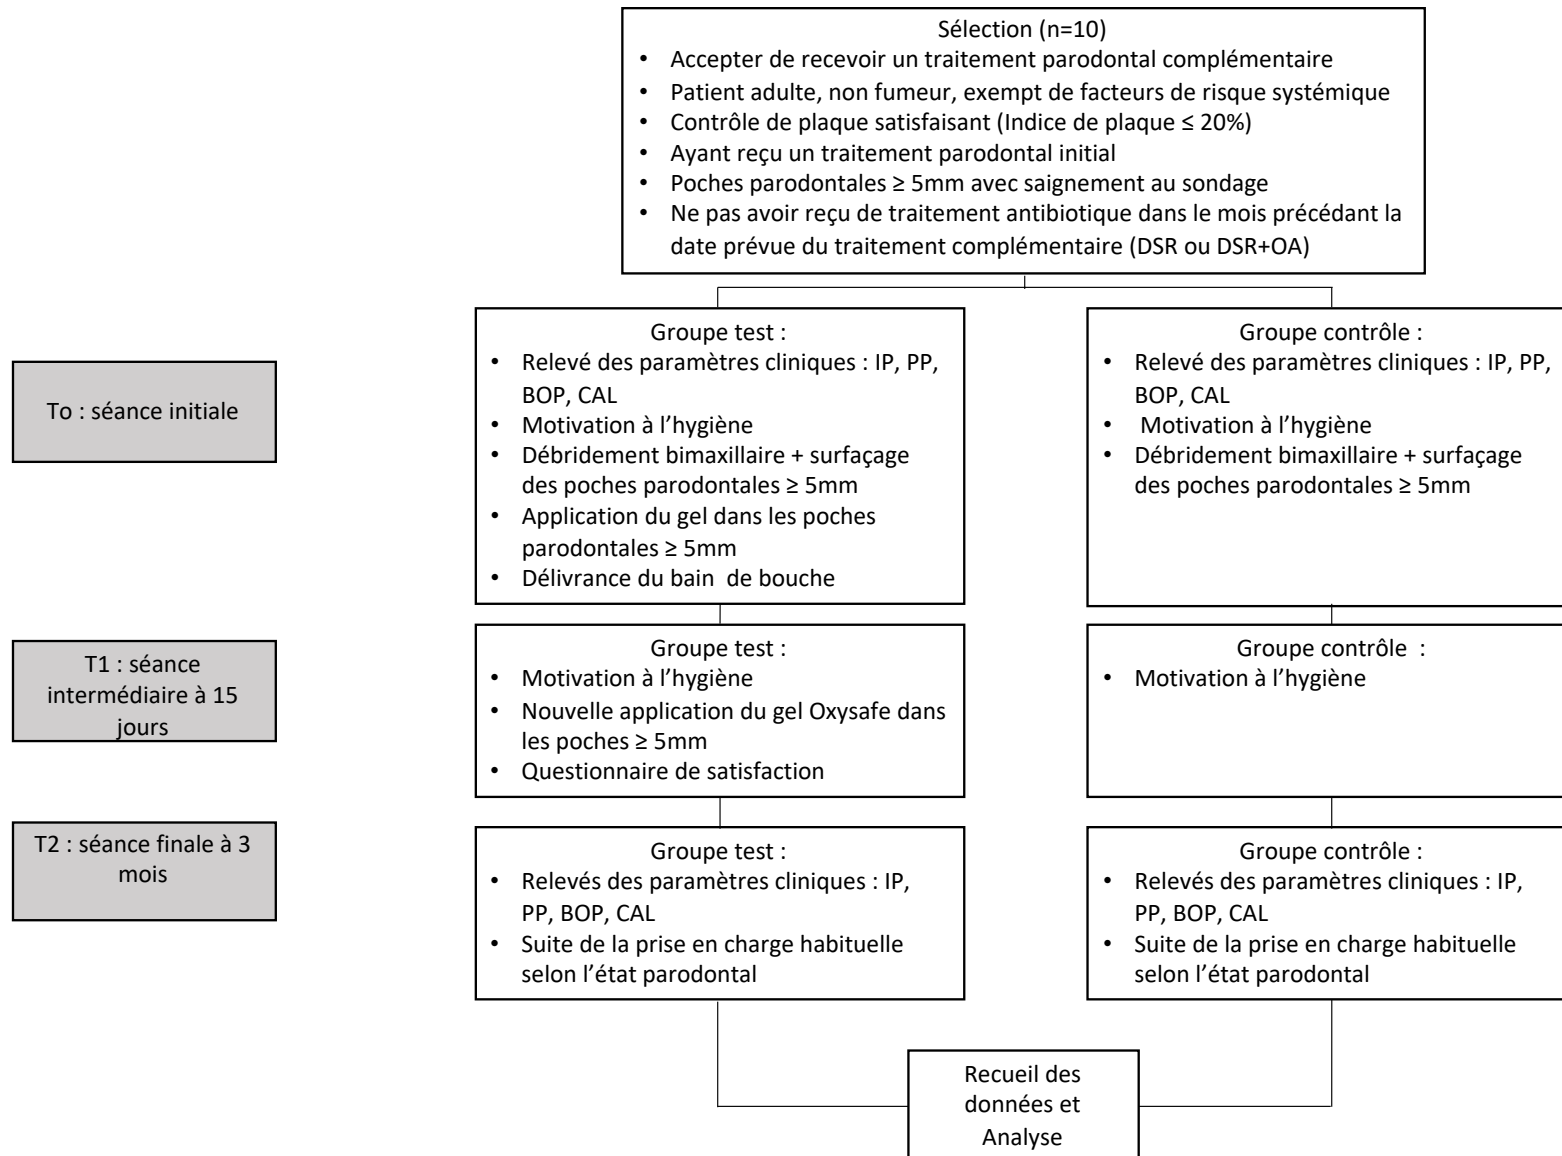 Sélection (n=10)
• Accepter de recevoir un traitement parodontal complémentaire
• Patient adulte, non fumeur, exempt de facteurs de risque systémique
• Contrôle de plaque satisfaisant (Indice de plaque ≤ 20%)
• Ayant reçu un traitement parodontal initial
• Poches parodontales ≥ 5mm avec saignement au sondage
• Ne pas avoir reçu de traitement antibiotique dans le mois précédant la
date prévue du traitement complémentaire (DSR ou DSR+OA)
To : séance initiale
Groupe test :
• Relevé des paramètres cliniques : IP, PP,
BOP, CAL
• Motivation à l’hygiène
• Débridement bimaxillaire + surfaçage
des poches parodontales ≥ 5mm
• Application du gel dans les poches
parodontales ≥ 5mm
• Délivrance du bain de bouche
Groupe contrôle :
• Relevé des paramètres cliniques : IP, PP,
BOP, CAL
• Motivation à l’hygiène
• Débridement bimaxillaire + surfaçage
des poches parodontales ≥ 5mm
T1 : séance
intermédiaire à 15
jours
Groupe test :
• Motivation à l’hygiène
• Nouvelle application du gel Oxysafe dans
les poches ≥ 5mm
• Questionnaire de satisfaction
Groupe contrôle :
• Motivation à l’hygiène
T2 : séance finale à 3
mois
Groupe test :
• Relevés des paramètres cliniques : IP,
PP, BOP, CAL
• Suite de la prise en charge habituelle
selon l’état parodontal
Groupe contrôle :
• Relevés des paramètres cliniques : IP,
PP, BOP, CAL
• Suite de la prise en charge habituelle
selon l’état parodontal
Recueil des
données et
Analyse